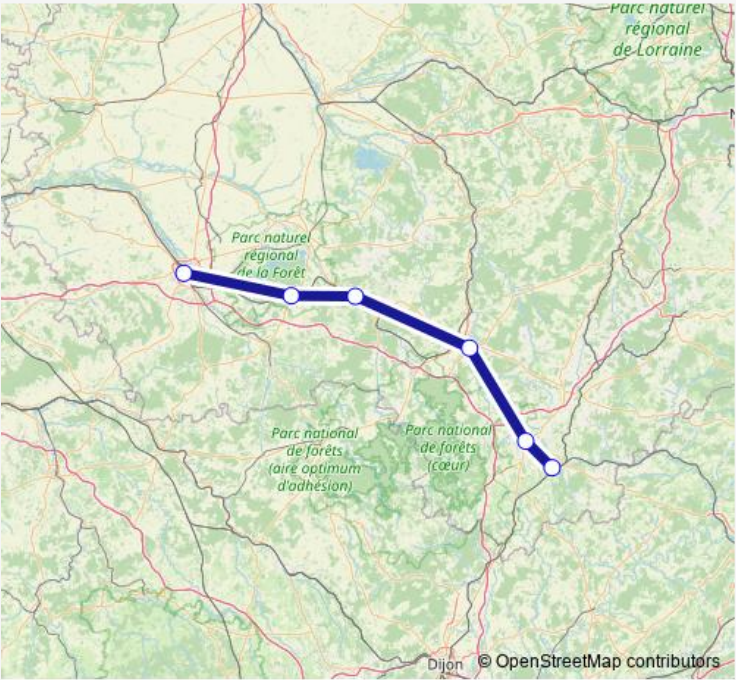 Parc naturel
régional
de Lorraine
Parc naturel
régional
de la Forêt
Parc national
de forêts
(aire optimum
d'adhésion)
Parc national
de forêts
(cœur)
Dijon
© OpenStreetMap contributors